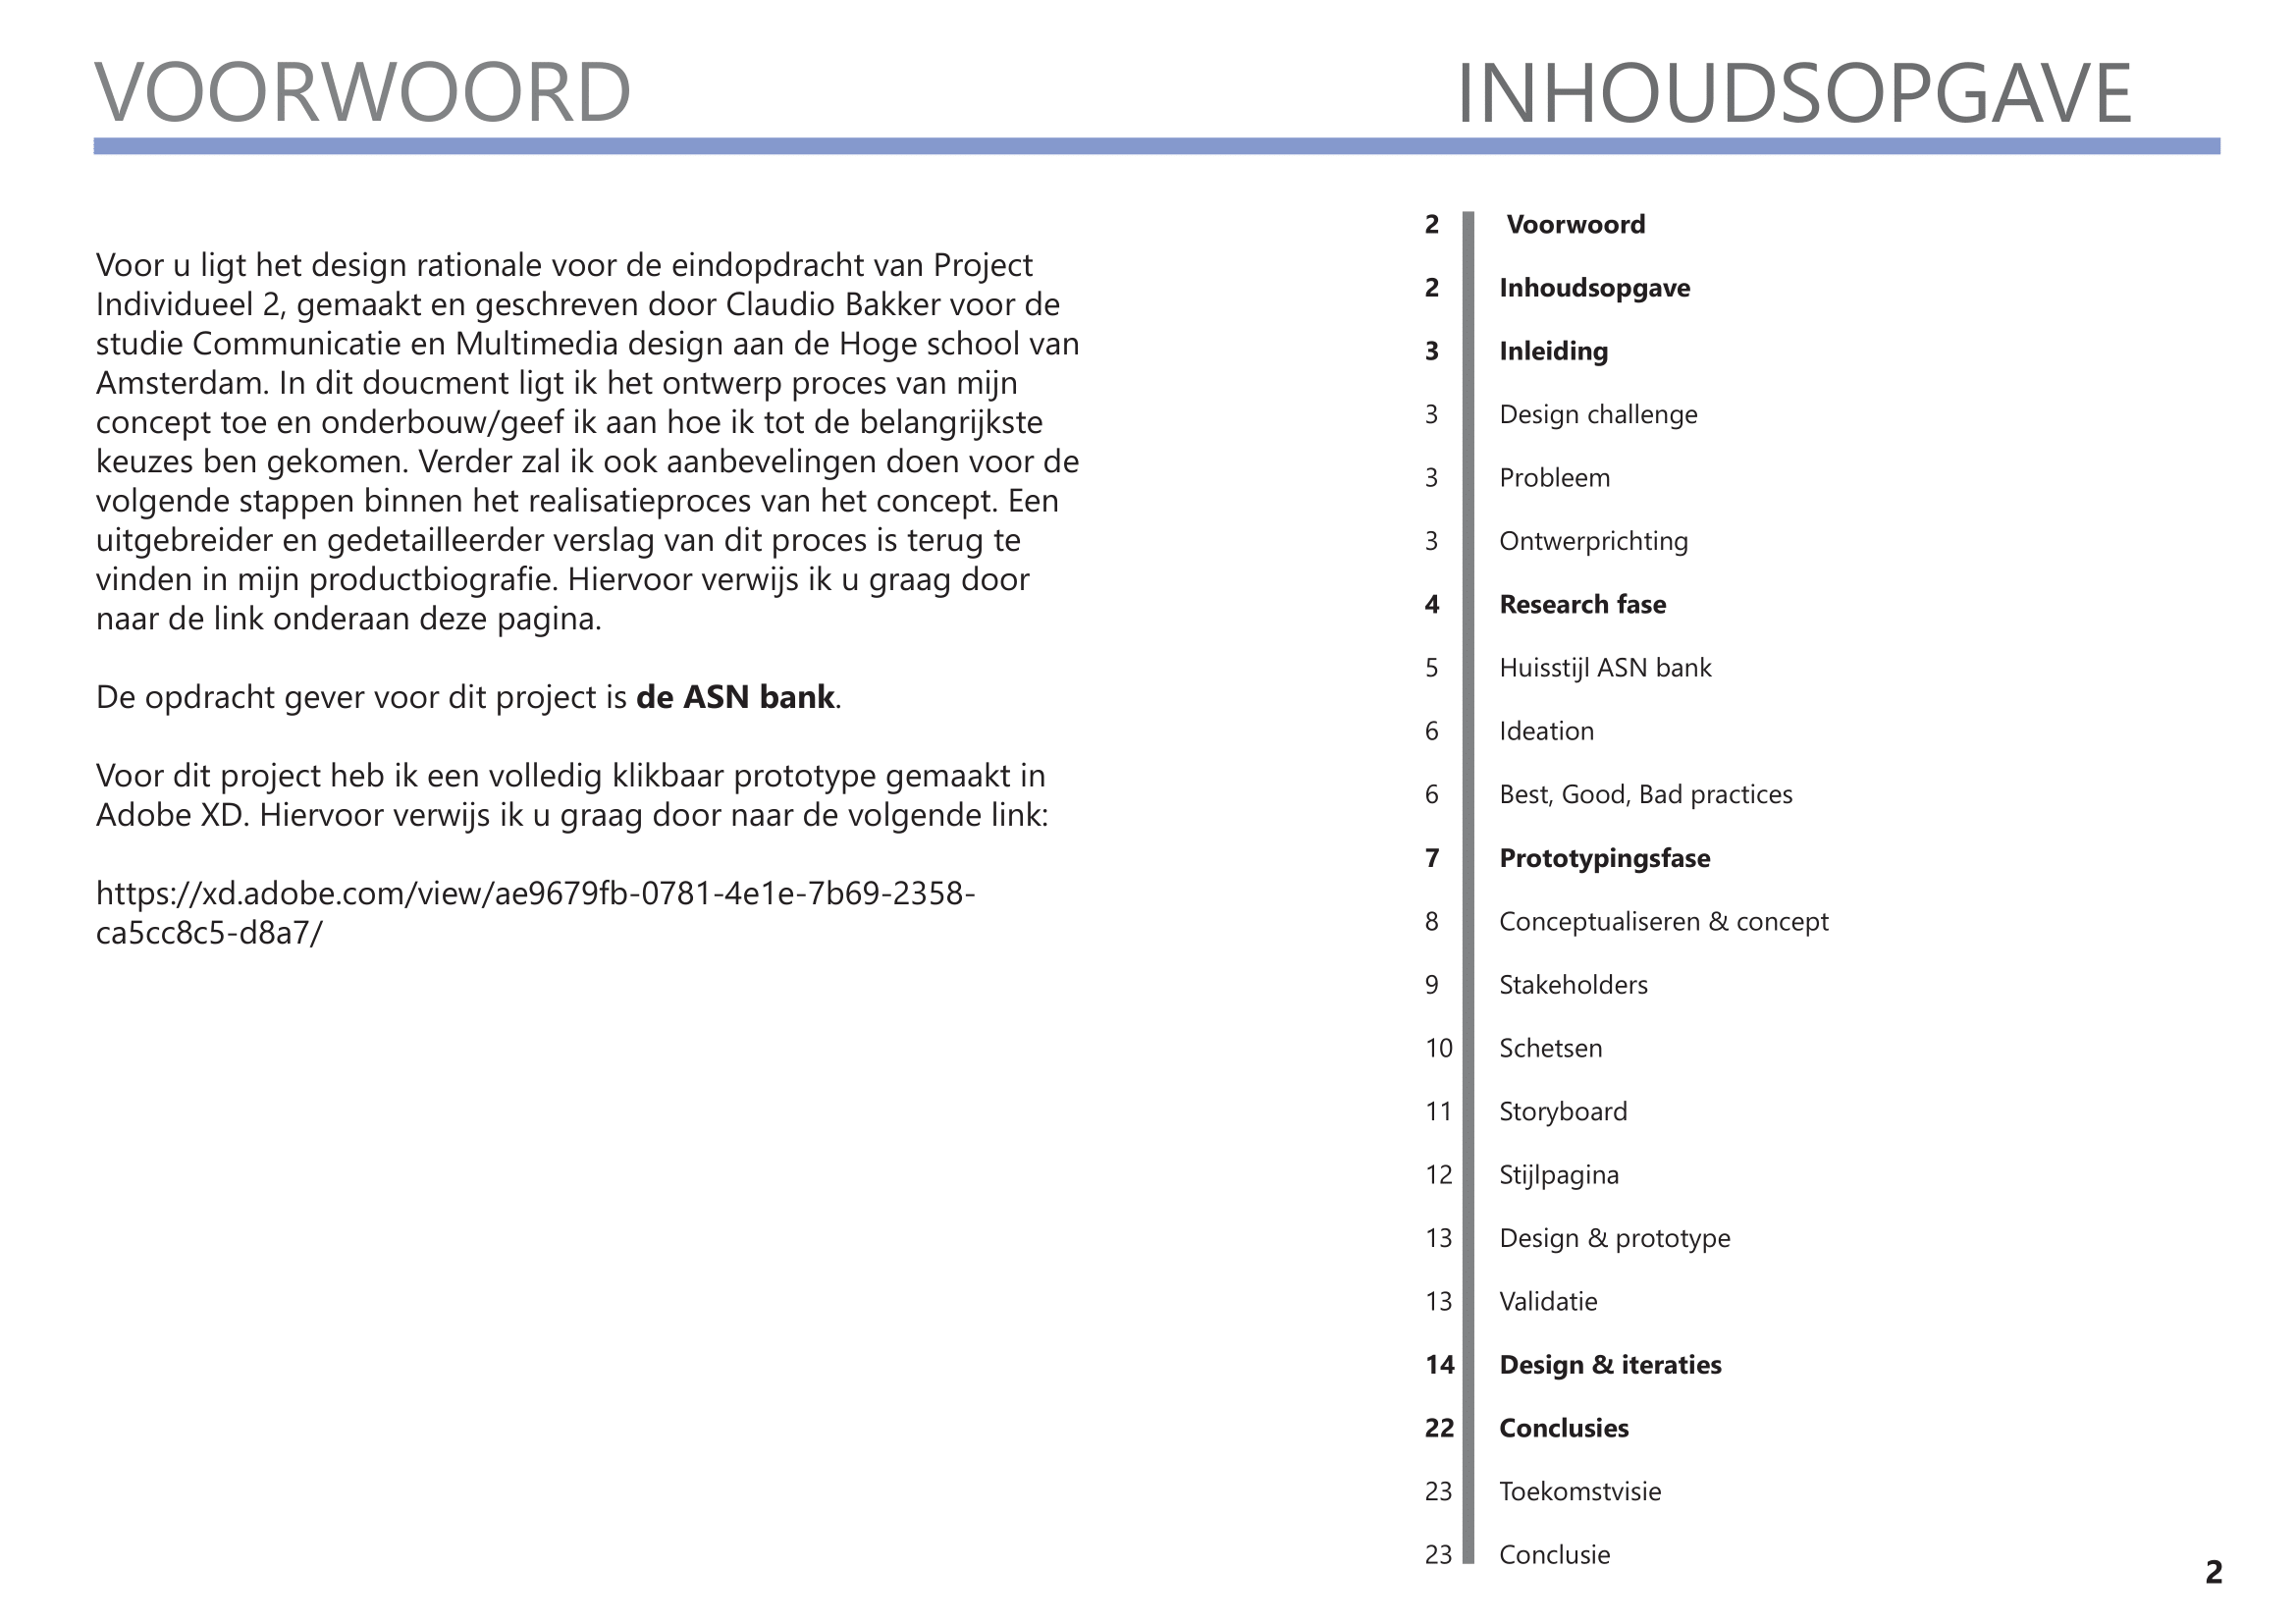 VOORWOORD
Voor u ligt het design rationale voor de eindopdracht van Project
Individueel 2, gemaakt en geschreven door Claudio Bakker voor de
studie Communicatie en Multimedia design aan de Hoge school van
Amsterdam. In dit doucment ligt ik het ontwerp proces van mijn
concept toe en onderbouw/geef ik aan hoe ik tot de belangrijkste
keuzes ben gekomen. Verder zal ik ook aanbevelingen doen voor de
volgende stappen binnen het realisatieproces van het concept. Een
uitgebreider en gedetailleerder verslag van dit proces is terug te
vinden in mijn productbiografie. Hiervoor verwijs ik u graag door
naar de link onderaan deze pagina.
De opdracht gever voor dit project is de ASN bank.
Voor dit project heb ik een volledig klikbaar prototype gemaakt in
Adobe XD. Hiervoor verwijs ik u graag door naar de volgende link:
https://xd.adobe.com/view/ae9679fb-0781-4e1e-7b69-2358-
ca5cc8c5-d8a7/
INHOUDSOPGAVE
2 Voorwoord
2 Inhoudsopgave
3 Inleiding
3 Design challenge
3 Probleem
3 Ontwerprichting
4 Research fase
5 Huisstijl ASN bank
6 Ideation
6 Best, Good, Bad practices
7 Prototypingsfase
8 Conceptualiseren & concept
9 Stakeholders
10 Schetsen
11 Storyboard
12 Stijlpagina
13 Design & prototype
13 Validatie
14 Design & iteraties
22 Conclusies
23 Toekomstvisie
23 Conclusie
2